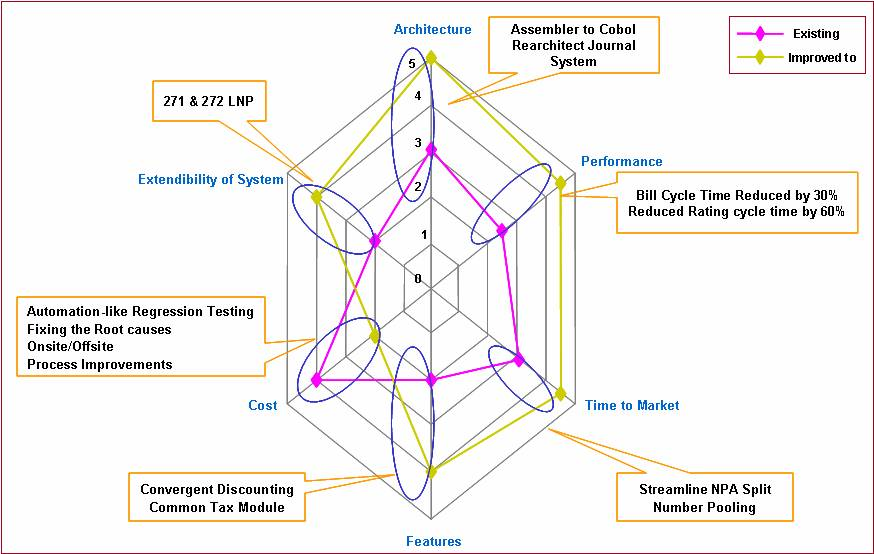 Architecture
Assembler to Cobol
Rearchitect Journal
System
Existing
Improved to
5
4
3
2
1
0
271 & 272 LNP
Extendibility of System
Performance
Bill Cycle Time Reduced by 30%
Reduced Rating cycle time by 60%
Automation-like Regression Testing
Fixing the Root causes
Onsite/Offsite
Process Improvements
Cost
Time to Market
Convergent Discounting
Common Tax Module
Streamline NPA Split
Number Pooling
Features